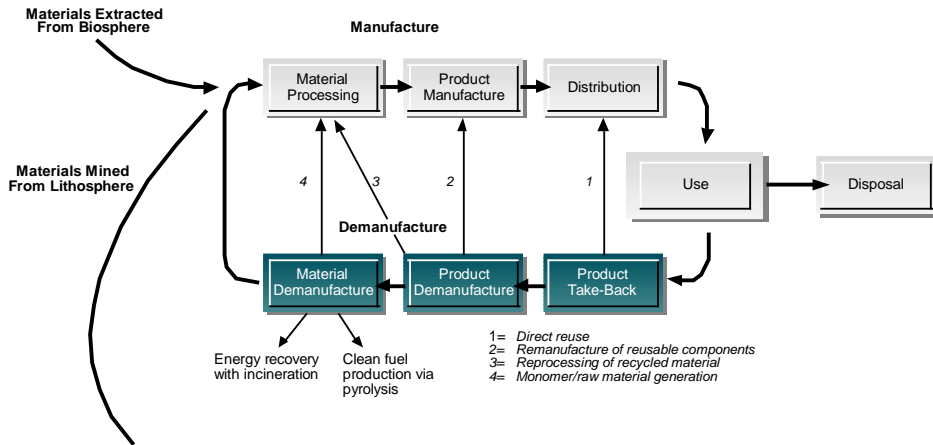 Materials Extracted
From Biosphere
Manufacture
Material
Processing
Product
Manufacture
Distribution
Materials Mined
From Lithosphere
4
3
2
1
Use
Disposal
Demanufacture
Material
Demanufacture
Product
Demanufacture
Product
Take-Back
Energy recovery
with incineration
Clean fuel
production via
pyrolysis
1= Direct reuse
2= Remanufacture of reusable components
3= Reprocessing of recycled material
4= Monomer/raw material generation